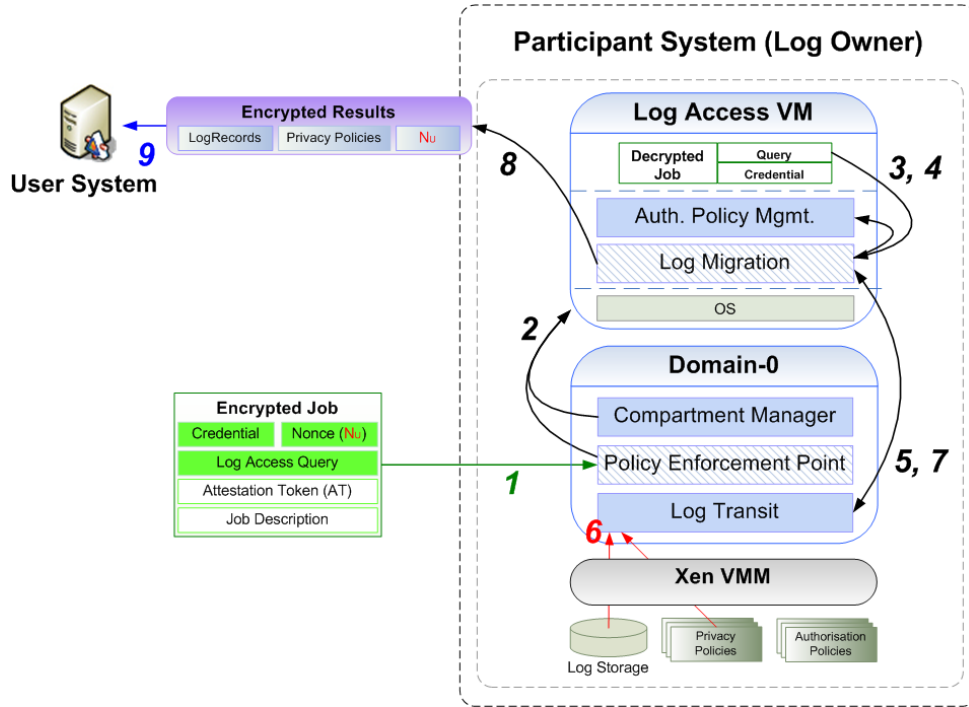 Participant System (Log Owner)
Encrypted Results
LogRecords
Privacy Policies
NU
9
User System
8
Log Access VM
Decrypted
Job
Query
Credential
3, 4
Auth. Policy Mgmt.
Log Migration
OS
2
Domain-0
Compartment Manager
Policy Enforcement Point
Log Transit
5, 7
Encrypted Job
Credential
Nonce (NU)
Log Access Query
Attestation Token (AT)
Job Description
1
6
Xen VMM
Log Storage
Privacy
Policies
Authorisation
Policies